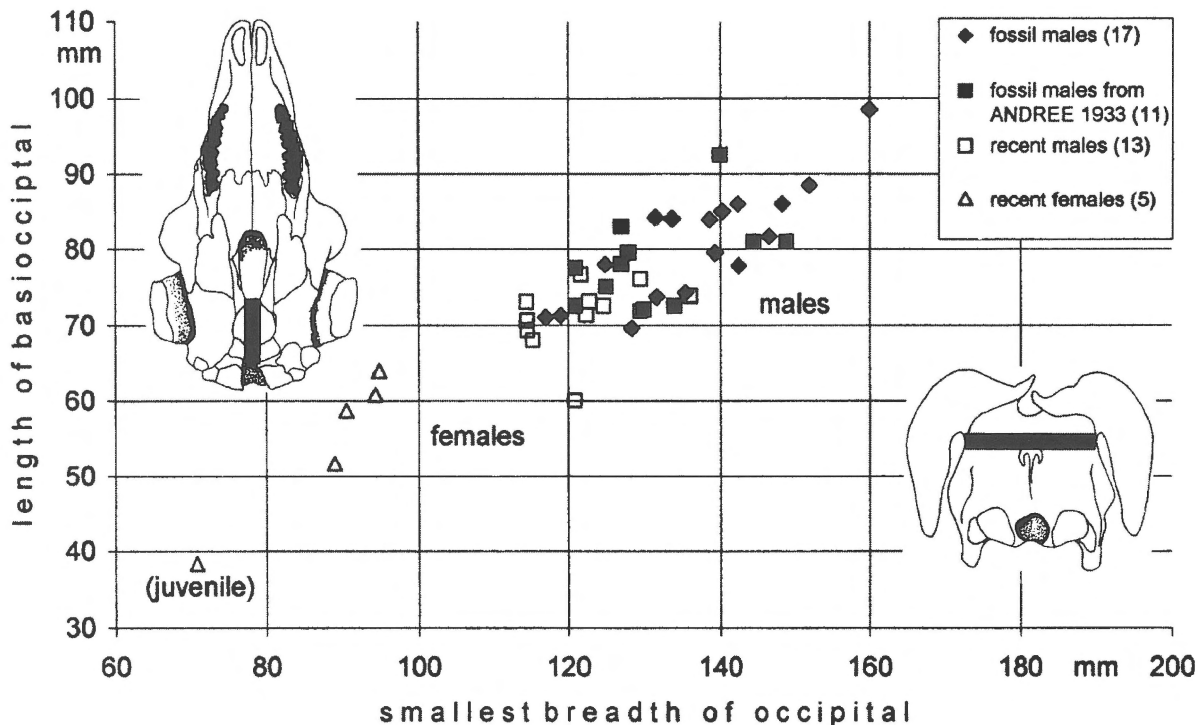 110
mm
100
90
80
70
60
50
40
30
length of basiocciptal
◆ fossil males (17)
■ fossil males from
ANDREE 1933 (11)
□ recent males (13)
△ recent females (5)
males
females
(juvenile)
60 80 100 120 140 160 180 mm 200
smallest breadth of occipital